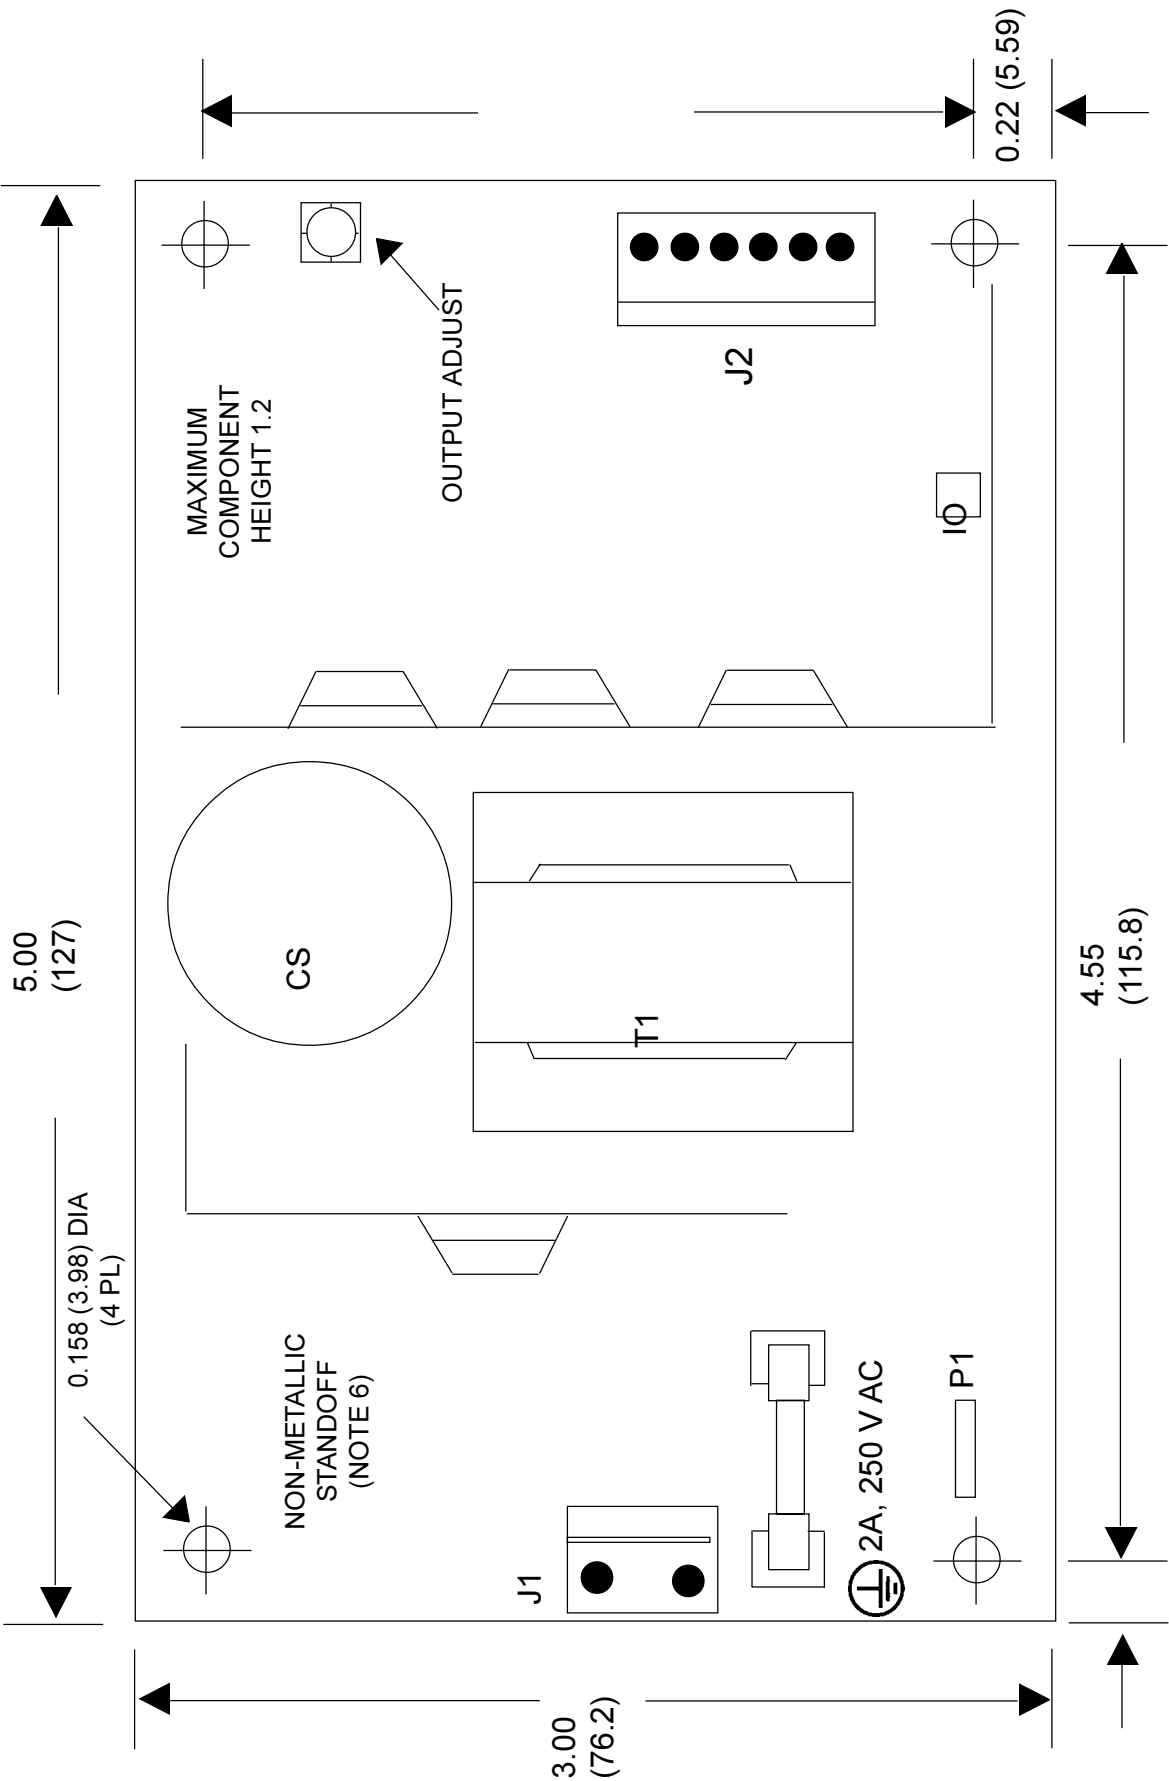 5.00
(127)
0.158 (3.98) DIA
(4 PL)
NON-METALLIC
STANDOFF
(NOTE 6)
MAXIMUM
COMPONENT
HEIGHT 1.2
OUTPUT ADJUST
CS
T1
J1
J2
IO
2A, 250 V AC
P1
3.00
(76.2)
0.22 (5.59)
4.55
(115.8)